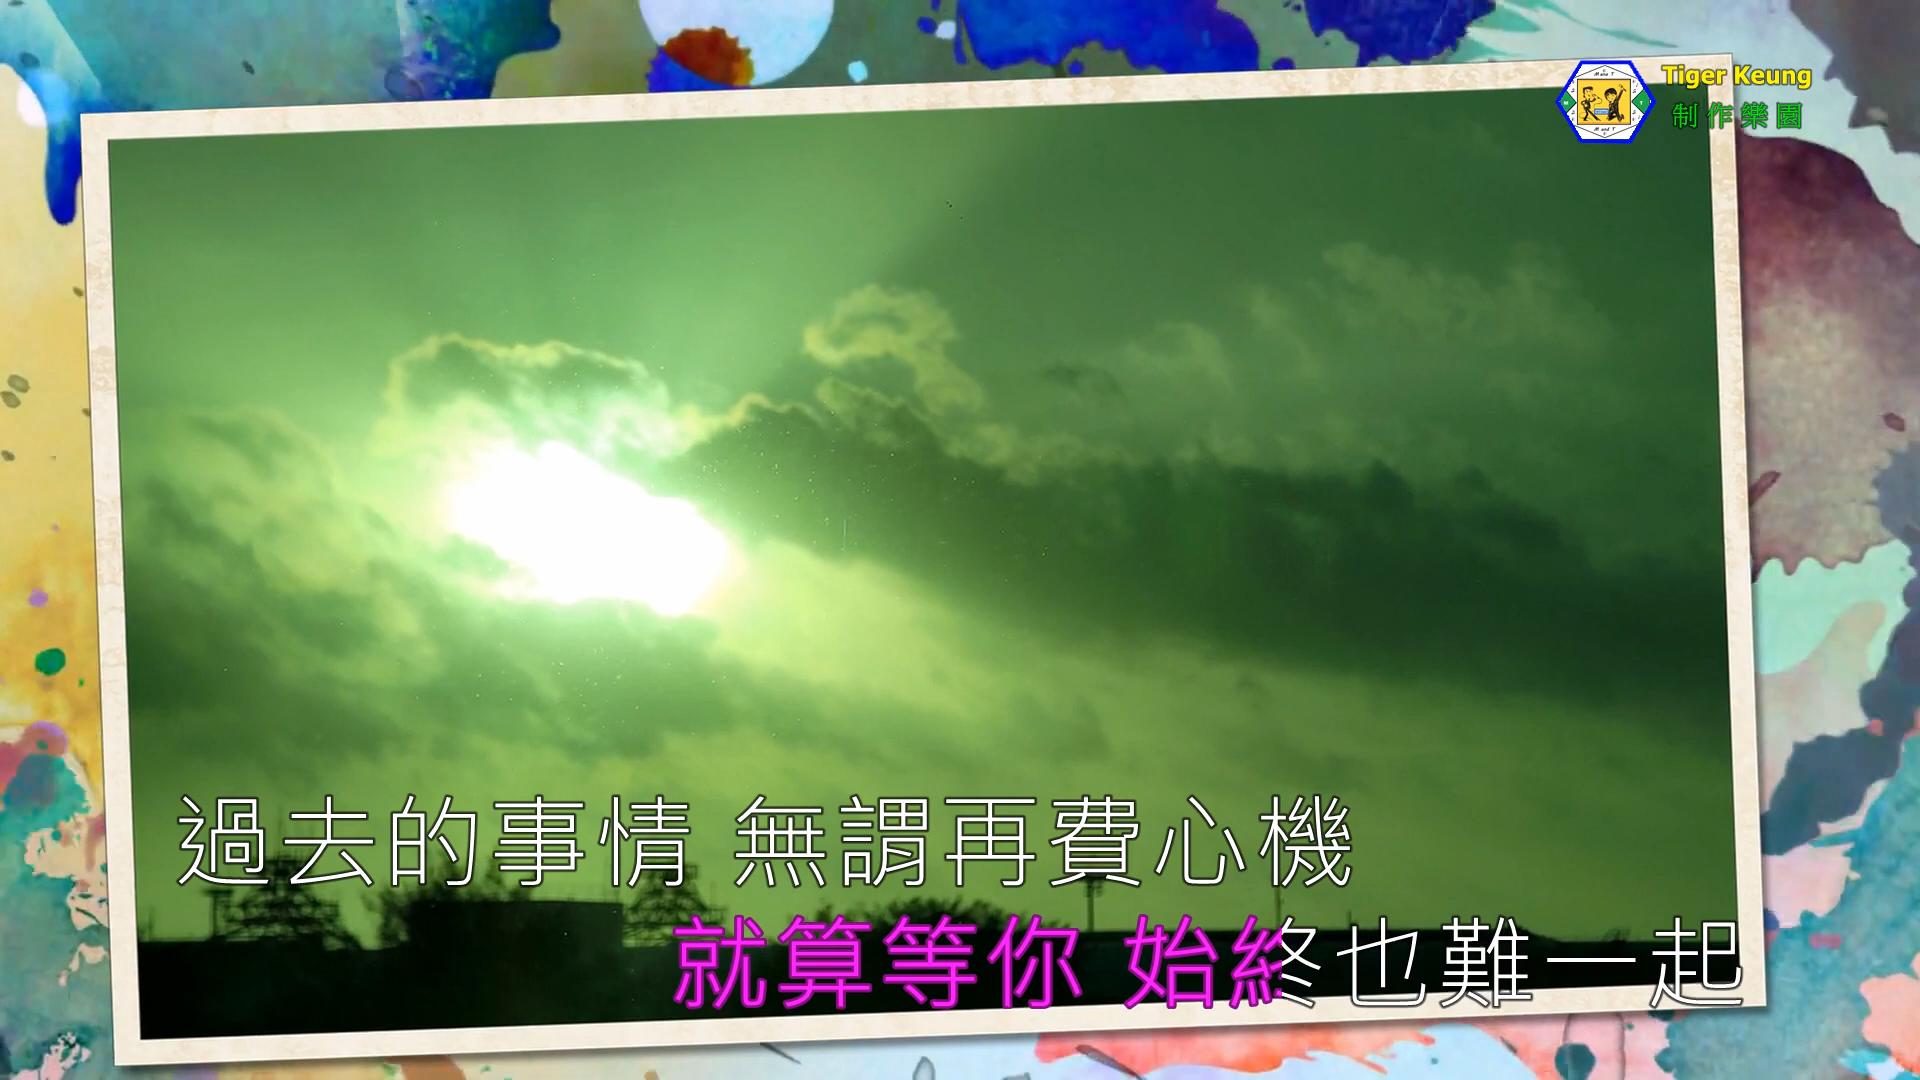 Tiger Keung
制作樂園
過去的事情 無謂再費心機
就算等你 始終也難一起